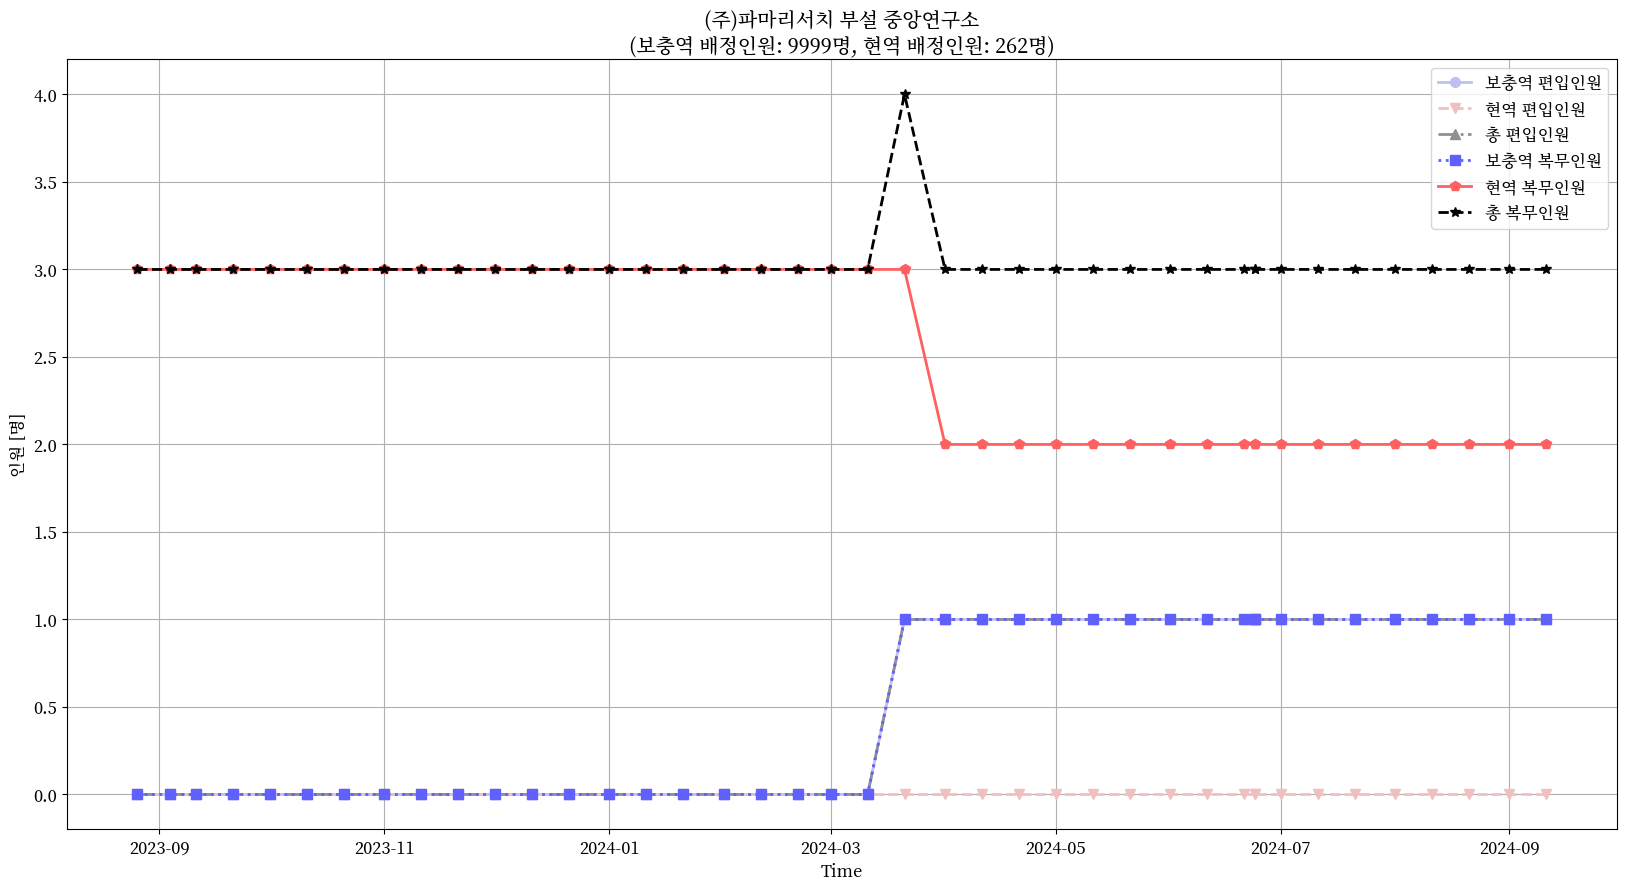 (주)파마리서치 부설 중앙연구소
(보충역 배정인원: 9999명, 현역 배정인원: 262명)
보충역 편입인원
현역 편입인원
총 편입인원
보충역 복무인원
현역 복무인원
총 복무인원
인원 [명]
4.0
3.5
3.0
2.5
2.0
1.5
1.0
0.5
0.0
2023-09
2023-11
2024-01
2024-03
2024-05
2024-07
2024-09
Time